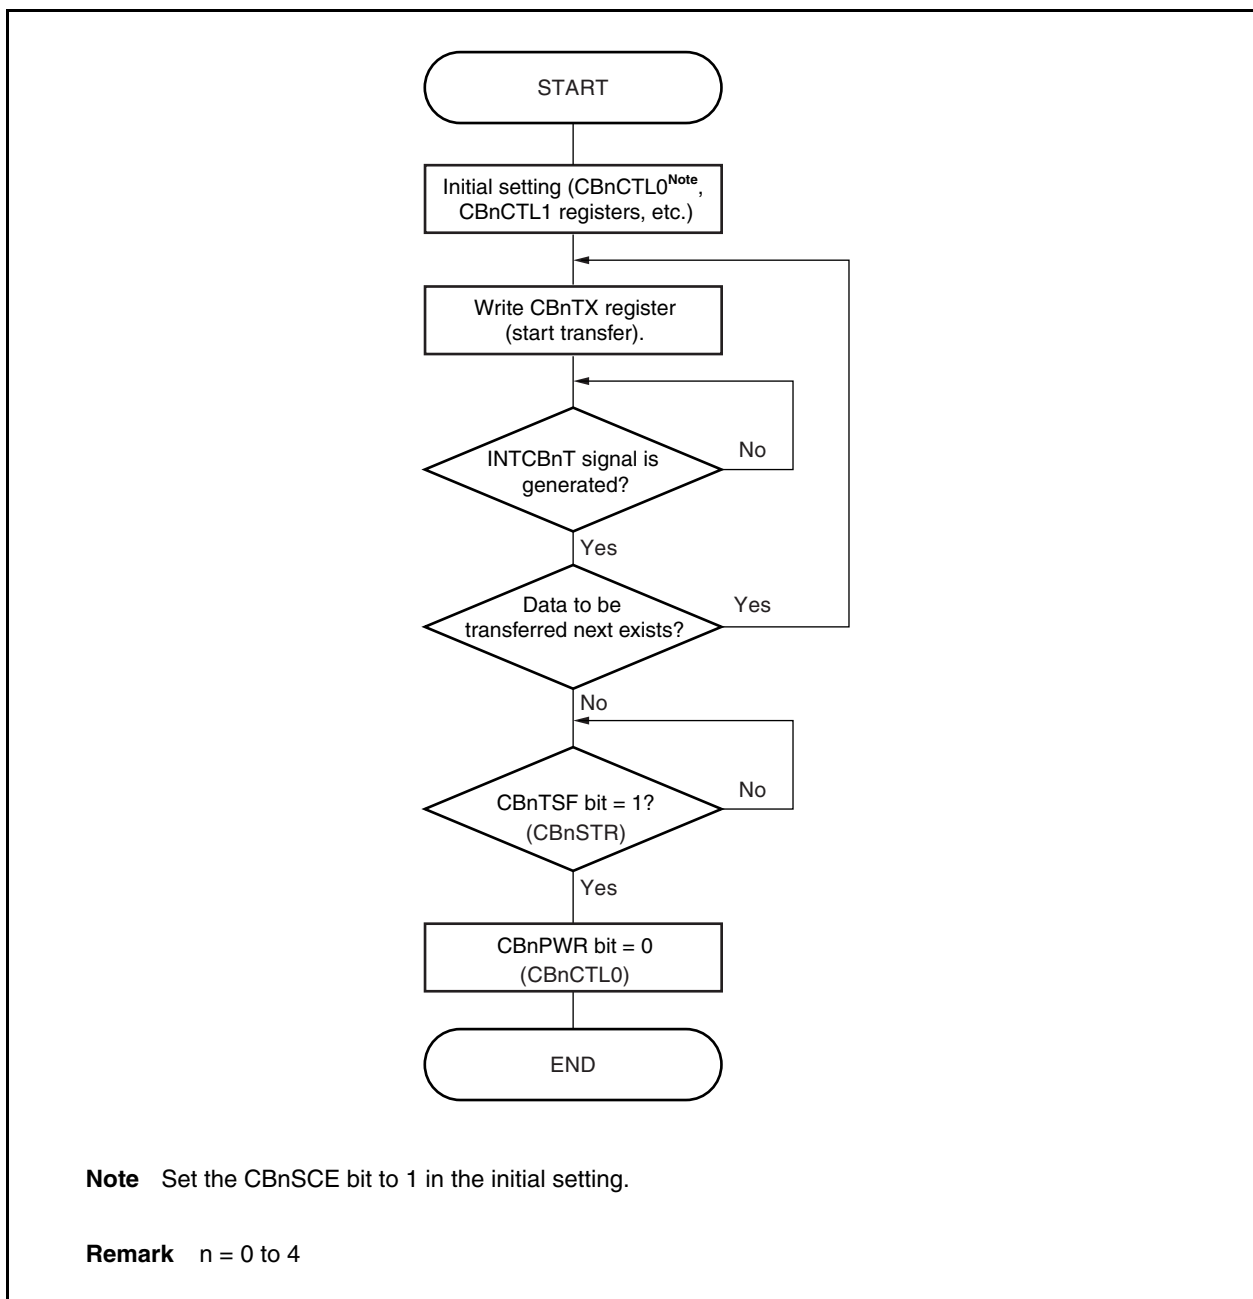 START
Initial setting (CBnCTL0Note,
CBnCTL1 registers, etc.)
Write CBnTX register
(start transfer).
INTCBnT signal is
generated?
No
Yes
Data to be
transferred next exists?
Yes
No
CBnTSF bit = 1?
(CBnSTR)
No
Yes
CBnPWR bit = 0
(CBnCTL0)
END
Note Set the CBnSCE bit to 1 in the initial setting.
Remark n = 0 to 4